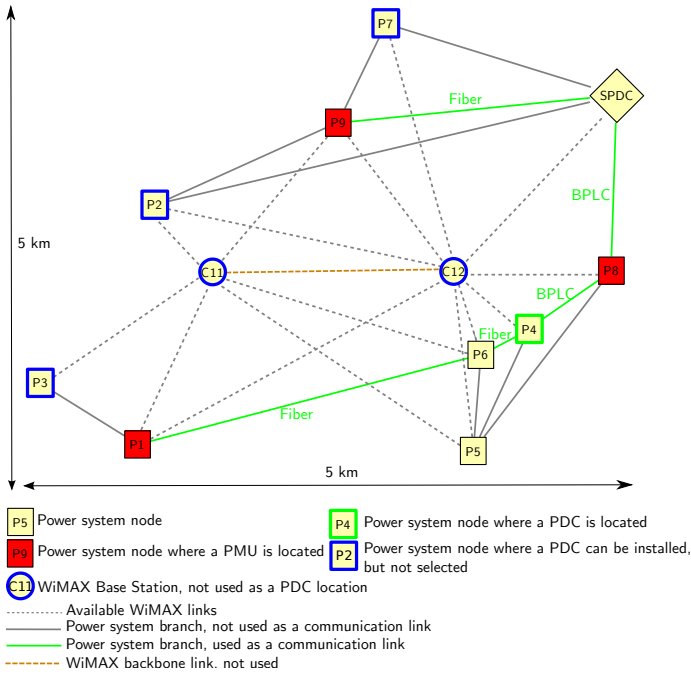 P7
SPDC
Fiber
P9
BPLC
P2
5 km
C11
C12
P8
BPLC
P4
Fiber
P6
P3
Fiber
P1
P5
5 km
P5 Power system node
P4 Power system node where a PDC is located
P9 Power system node where a PMU is located
P2 Power system node where a PDC can be installed,
but not selected
C11 WiMAX Base Station, not used as a PDC location
Available WiMAX links
Power system branch, not used as a communication link
Power system branch, used as a communication link
WiMAX backbone link, not used